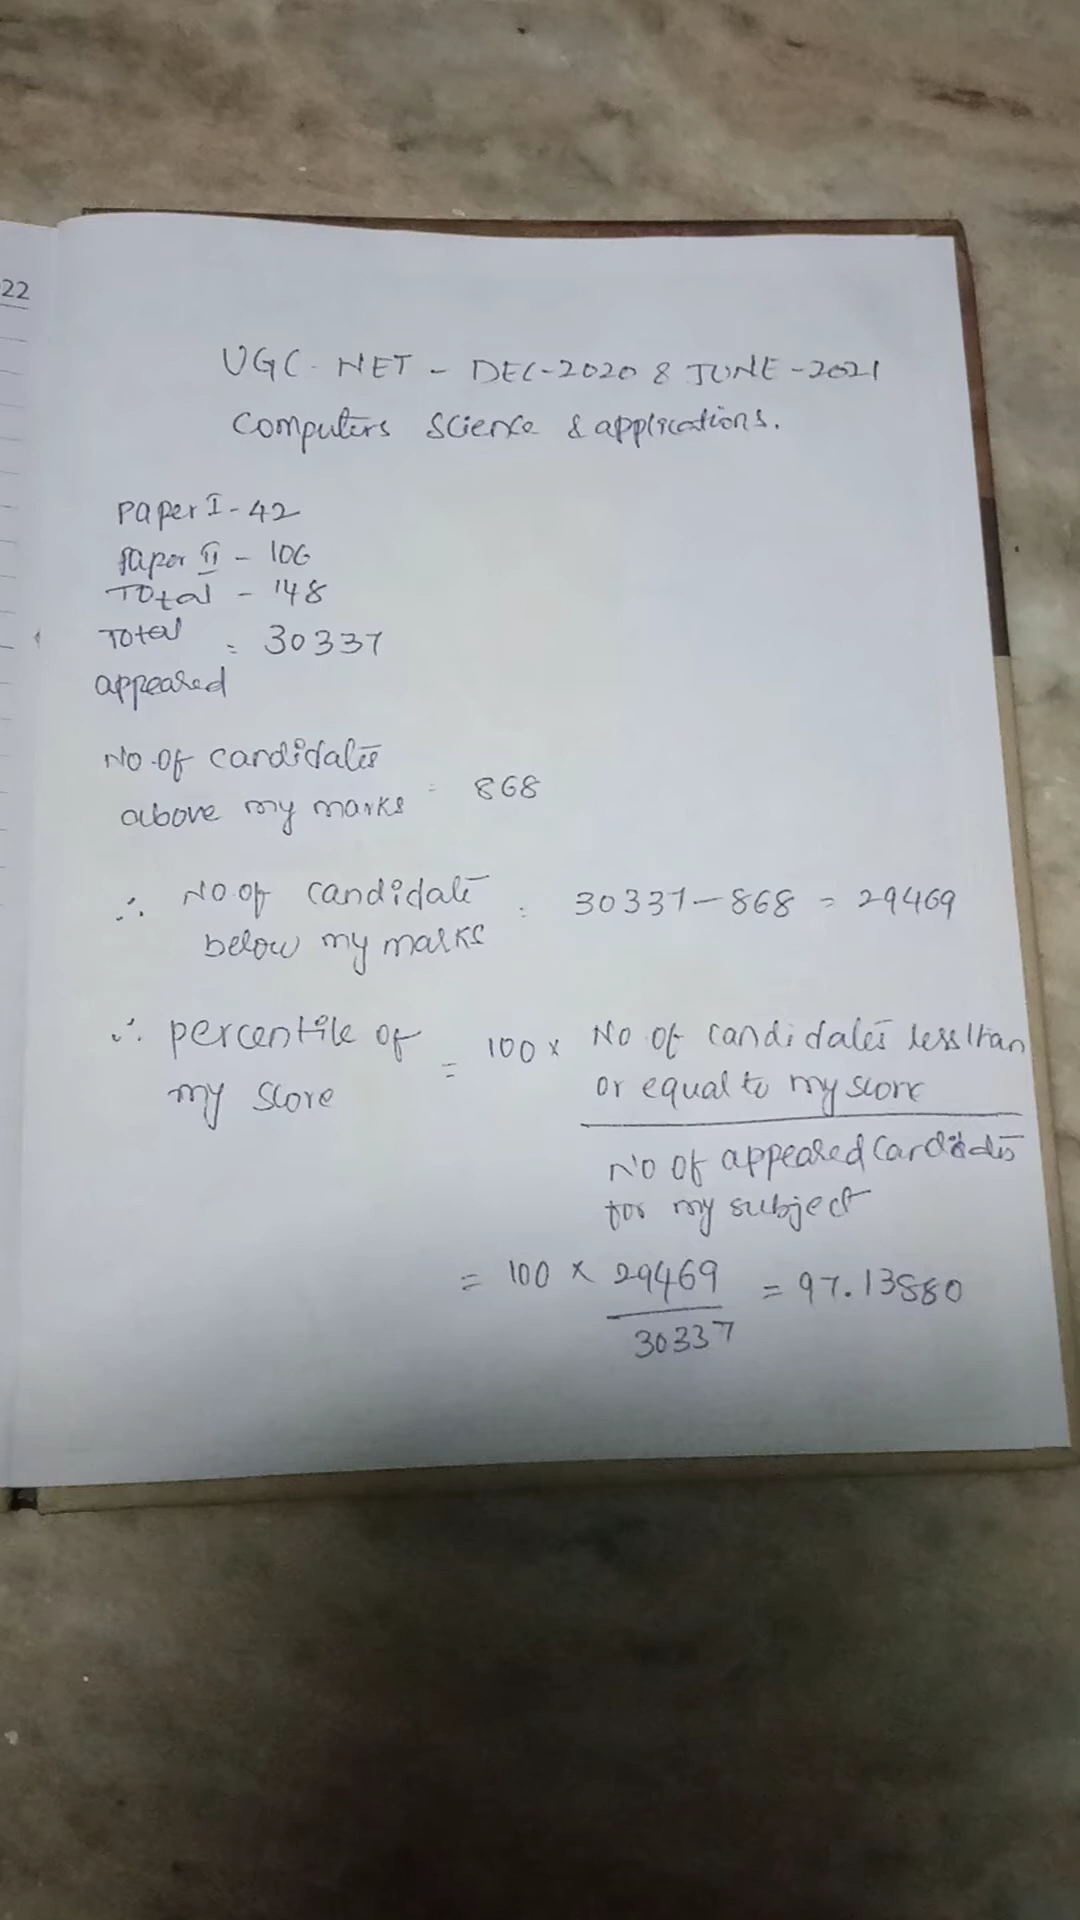 22
UGC-NET - DEC-2020 & JUNE-2021
Computers Science & applications.
Paper I - 42
Paper II - 106
Total - 148
Total = 30337
appeared
No.of candidates
above my marks = 868
∴ No.of candidate = 30337-868 = 29469
below my marks
∴ percentile of = 100 x No of candidates less than
my score or equal to my score
No of appeared candidates
for my subject
= 100 x 29469 = 97.13880
30337